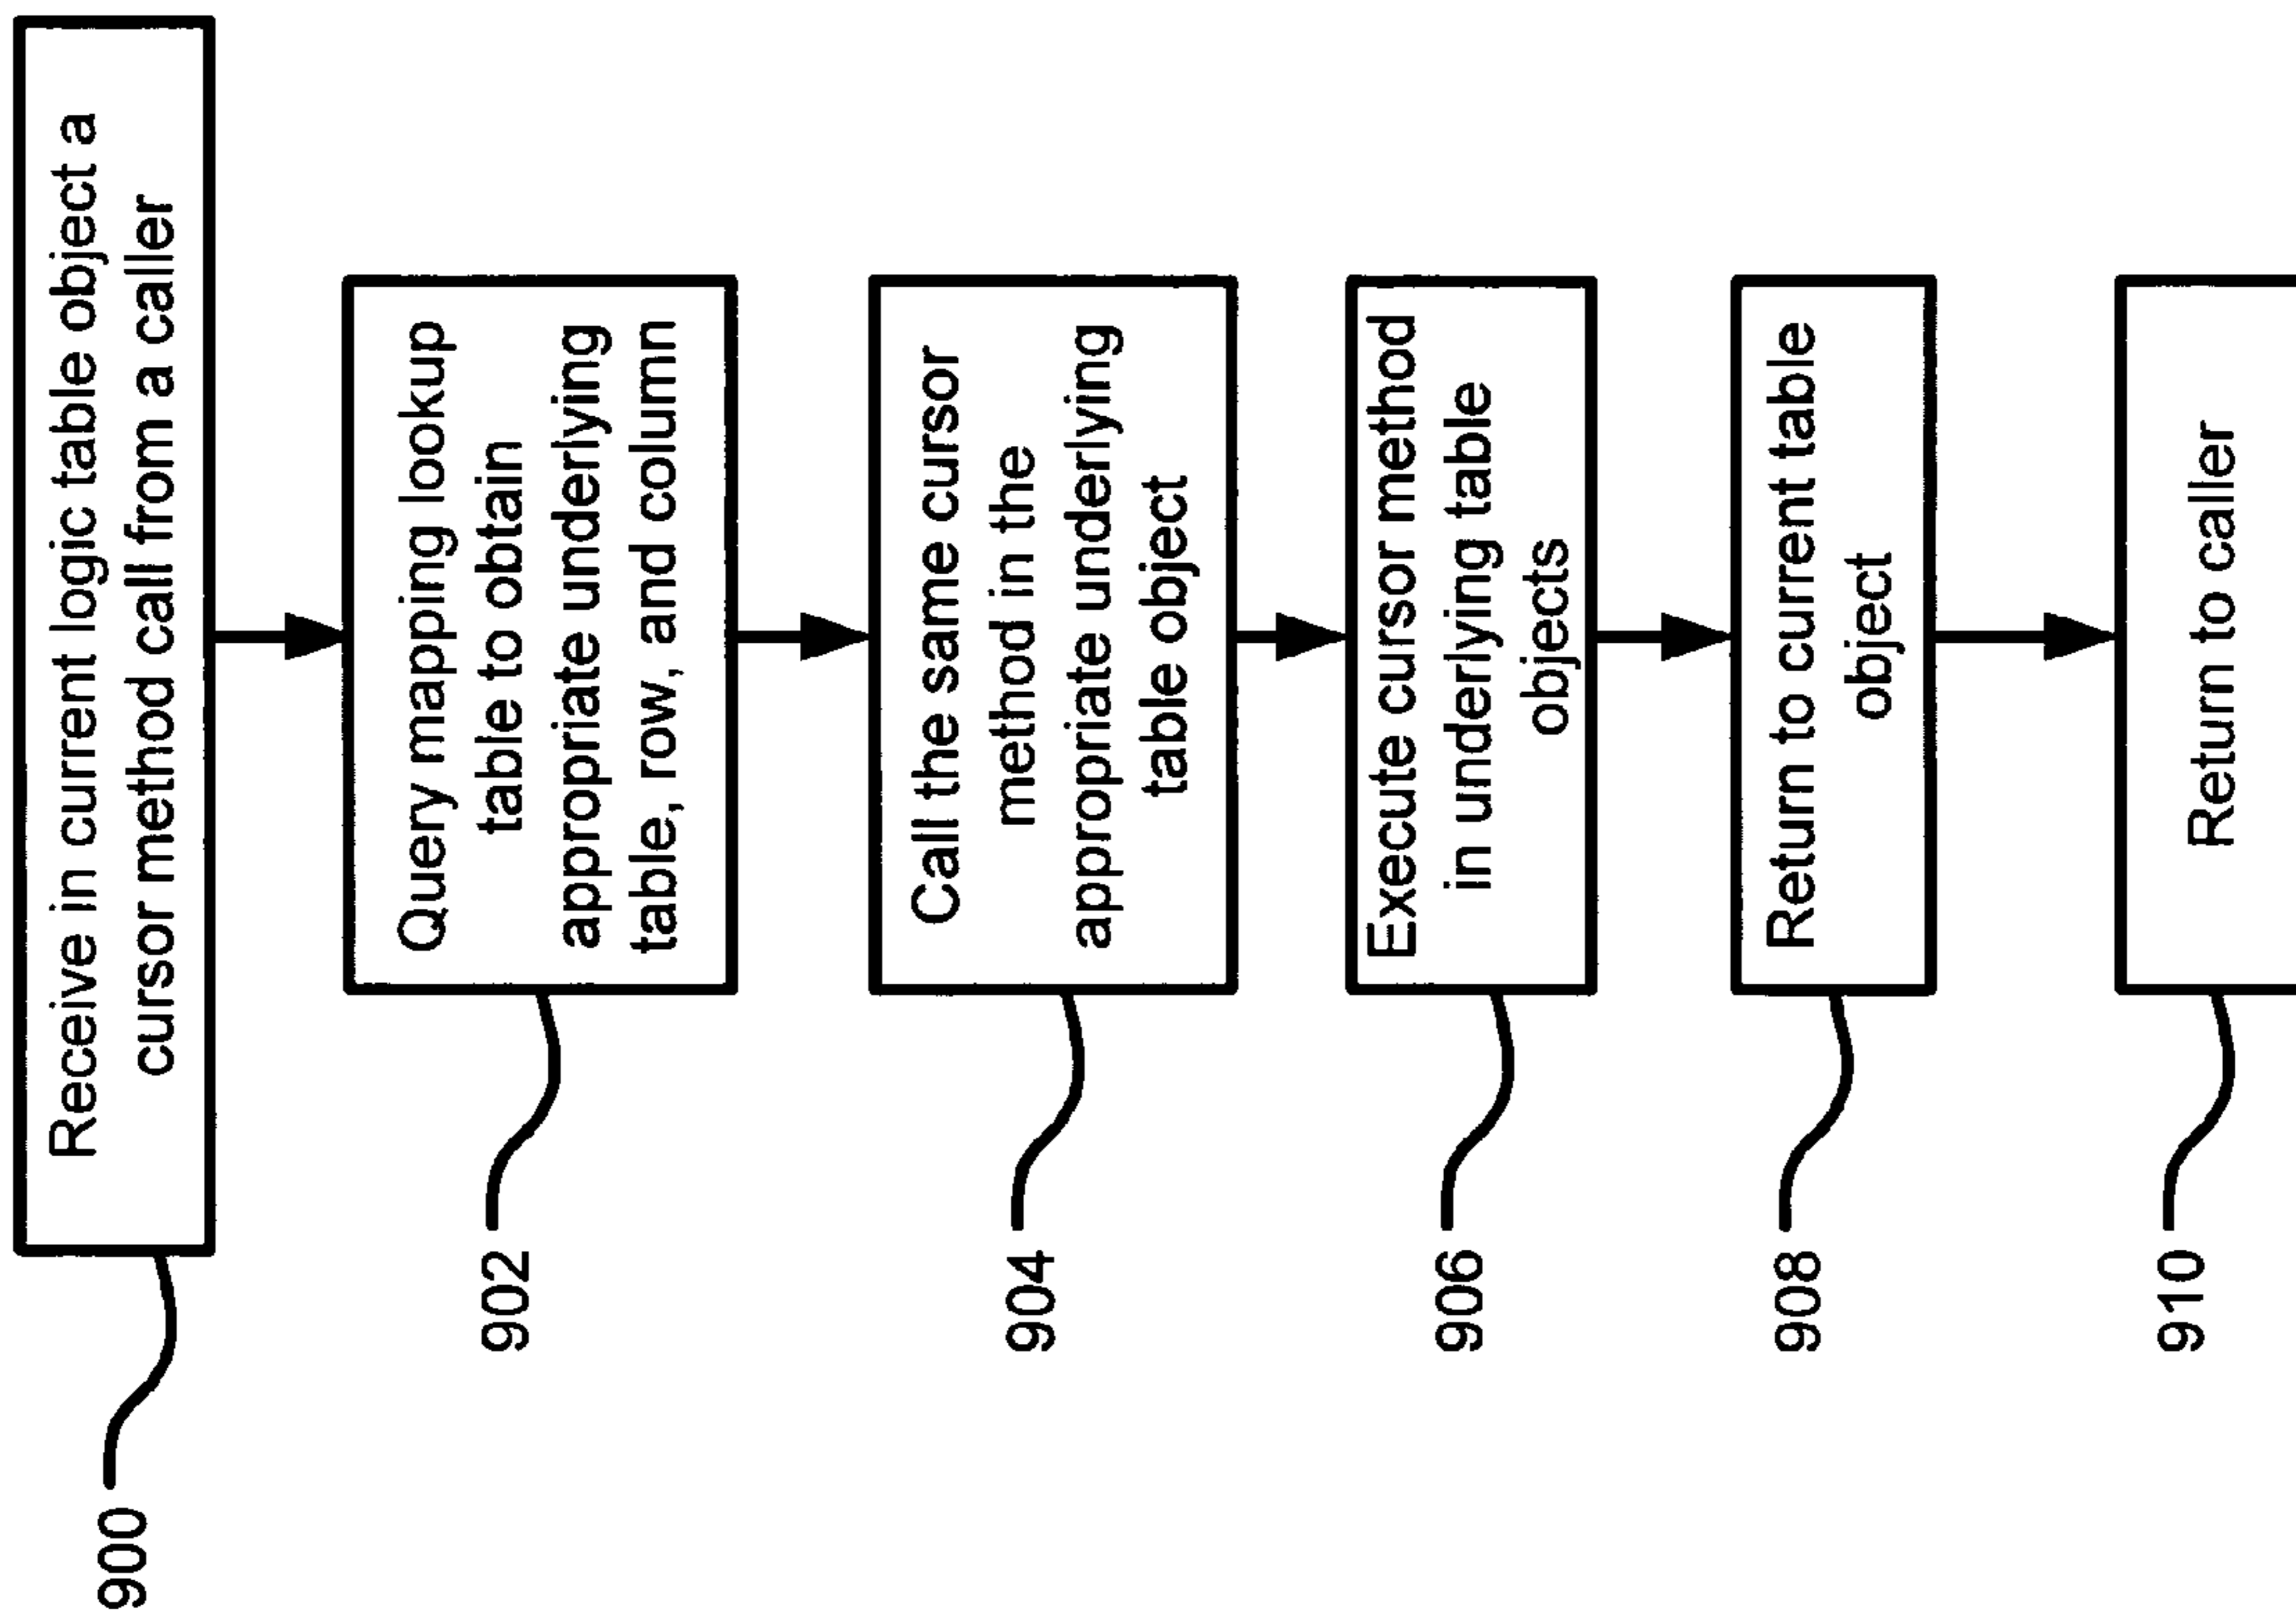 Receive in current logic table object a
cursor method call from a caller
900
Query mapping lookup
table to obtain
appropriate underlying
table, row, and column
902
Call the same cursor
method in the
appropriate underlying
table object
904
Execute cursor method
in underlying table
objects
906
Return to current table
object
908
Return to caller
910